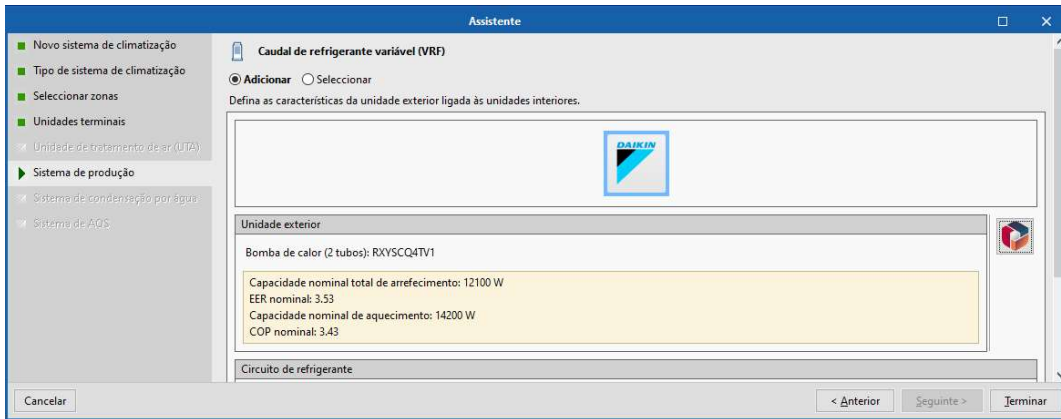 Assistente
Novo sistema de climatização
Tipo de sistema de climatização
Seleccionar zonas
Unidades terminais
Unidade de tratamento de ar (UTA)
Sistema de produção
Sistema de condensação por água
Sistema de AQS
Caudal de refrigerante variável (VRF)
Adicionar Seleccionar
Defina as características da unidade exterior ligada às unidades interiores.
DAIKIN
Unidade exterior
Bomba de calor (2 tubos): RXYSCQ4TV1
Capacidade nominal total de arrefecimento: 12100 W
EER nominal: 3.53
Capacidade nominal de aquecimento: 14200 W
COP nominal: 3.43
Circuito de refrigerante
Cancelar
< Anterior
Seguinte >
Terminar